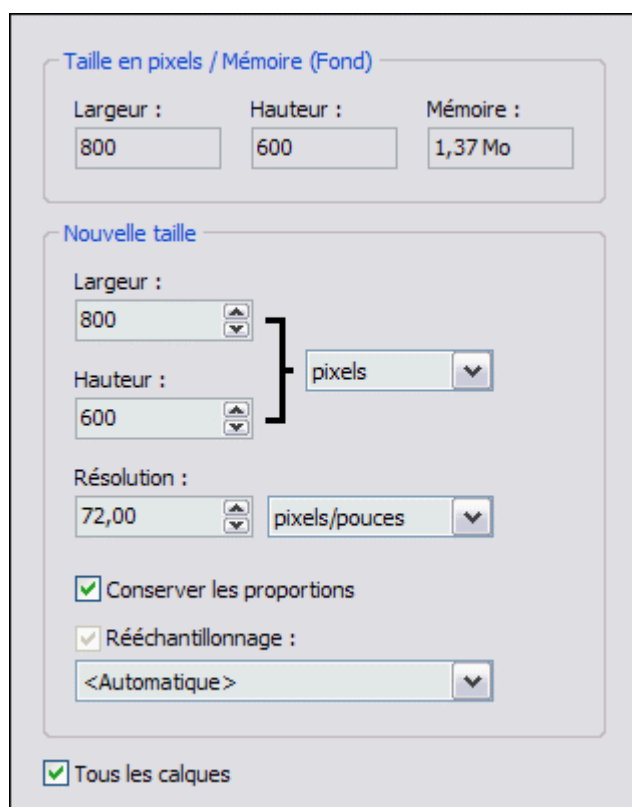 Taille en pixels / Mémoire (Fond)
Largeur : Hauteur : Mémoire :
800 600 1,37 Mo
Nouvelle taille
Largeur :
800
pixels
Hauteur :
600
Résolution :
72,00 pixels/pouces
Conserver les proportions
Rééchantillonnage :
<Automatique>
Tous les calques